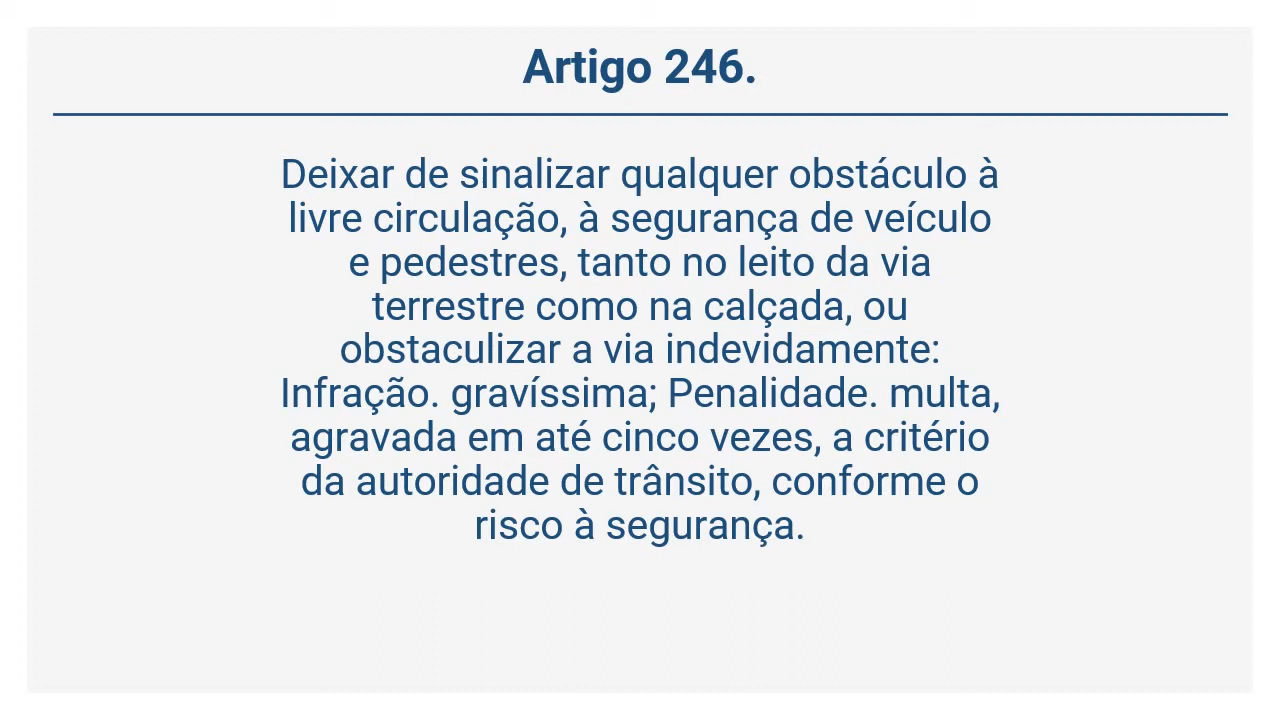 Artigo 246.
Deixar de sinalizar qualquer obstáculo à
livre circulação, à segurança de veículo
e pedestres, tanto no leito da via
terrestre como na calçada, ou
obstaculizar a via indevidamente:
Infração. gravíssima; Penalidade. multa,
agravada em até cinco vezes, a critério
da autoridade de trânsito, conforme o
risco à segurança.